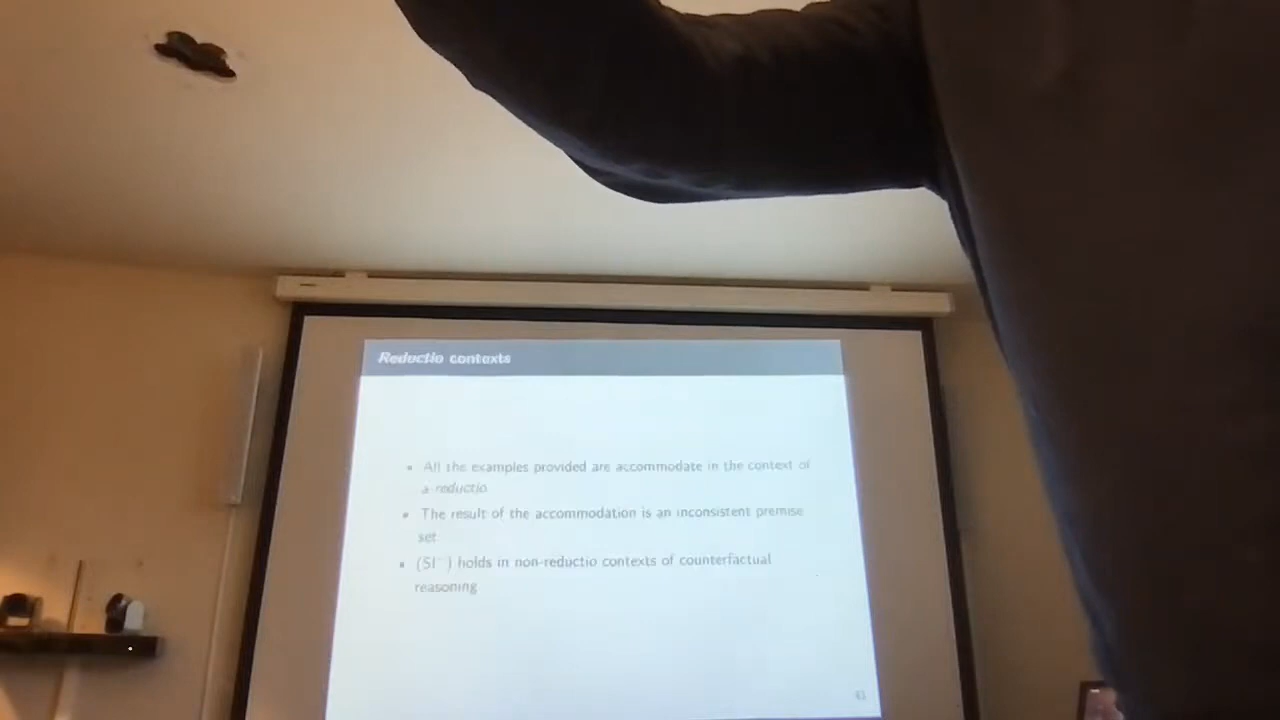 Reductio contexts
All the examples provided are accommodate in the context of
a reductio
The result of the accommodation is an inconsistent premise
set
(SI⁻) holds in non-reductio contexts of counterfactual
reasoning